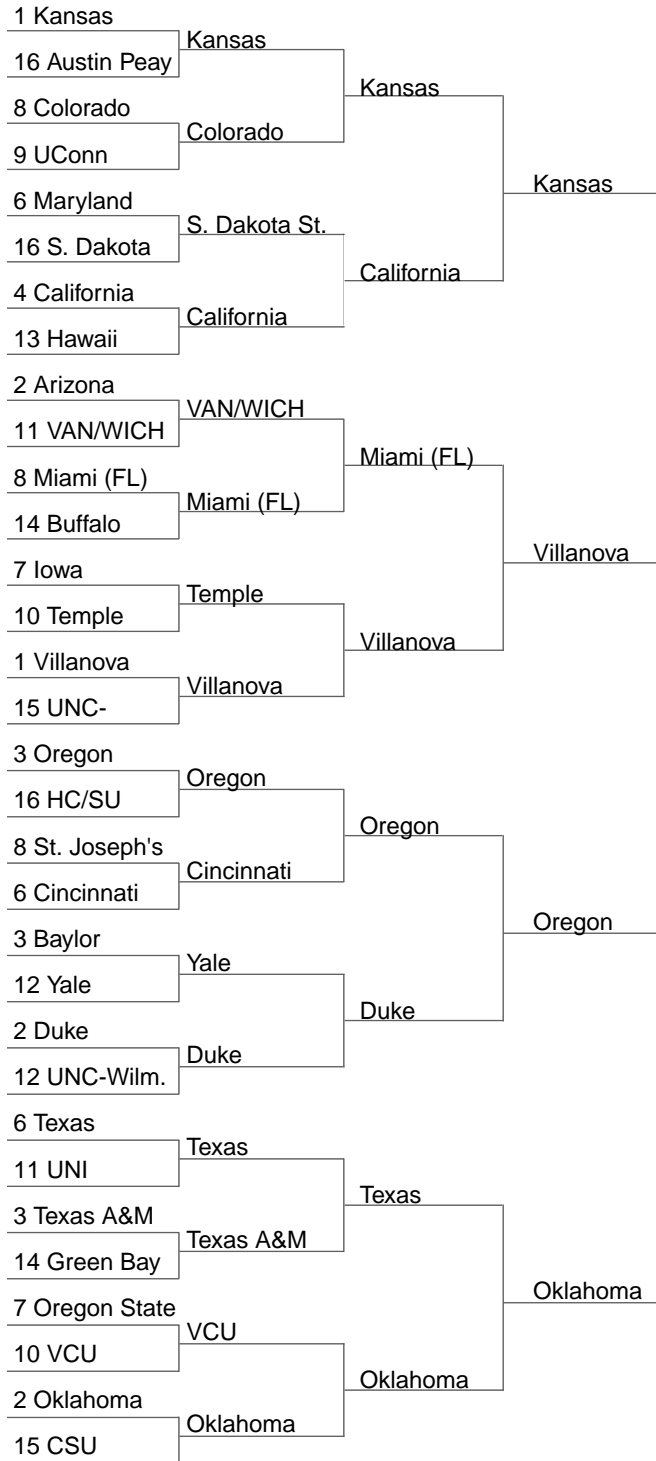 1 Kansas
16 Austin Peay
8 Colorado
9 UConn
6 Maryland
16 S. Dakota
4 California
13 Hawaii
2 Arizona
11 VAN/WICH
8 Miami (FL)
14 Buffalo
7 Iowa
10 Temple
1 Villanova
15 UNC-
3 Oregon
16 HC/SU
8 St. Joseph's
6 Cincinnati
3 Baylor
12 Yale
2 Duke
12 UNC-Wilm.
6 Texas
11 UNI
3 Texas A&M
14 Green Bay
7 Oregon State
10 VCU
2 Oklahoma
15 CSU
Kansas
Colorado
S. Dakota St.
California
VAN/WICH
Miami (FL)
Temple
Villanova
Oregon
Cincinnati
Yale
Duke
Texas
Texas A&M
VCU
Oklahoma
Kansas
California
Miami (FL)
Villanova
Oregon
Duke
Texas
Oklahoma
Kansas
Villanova
Oregon
Oklahoma